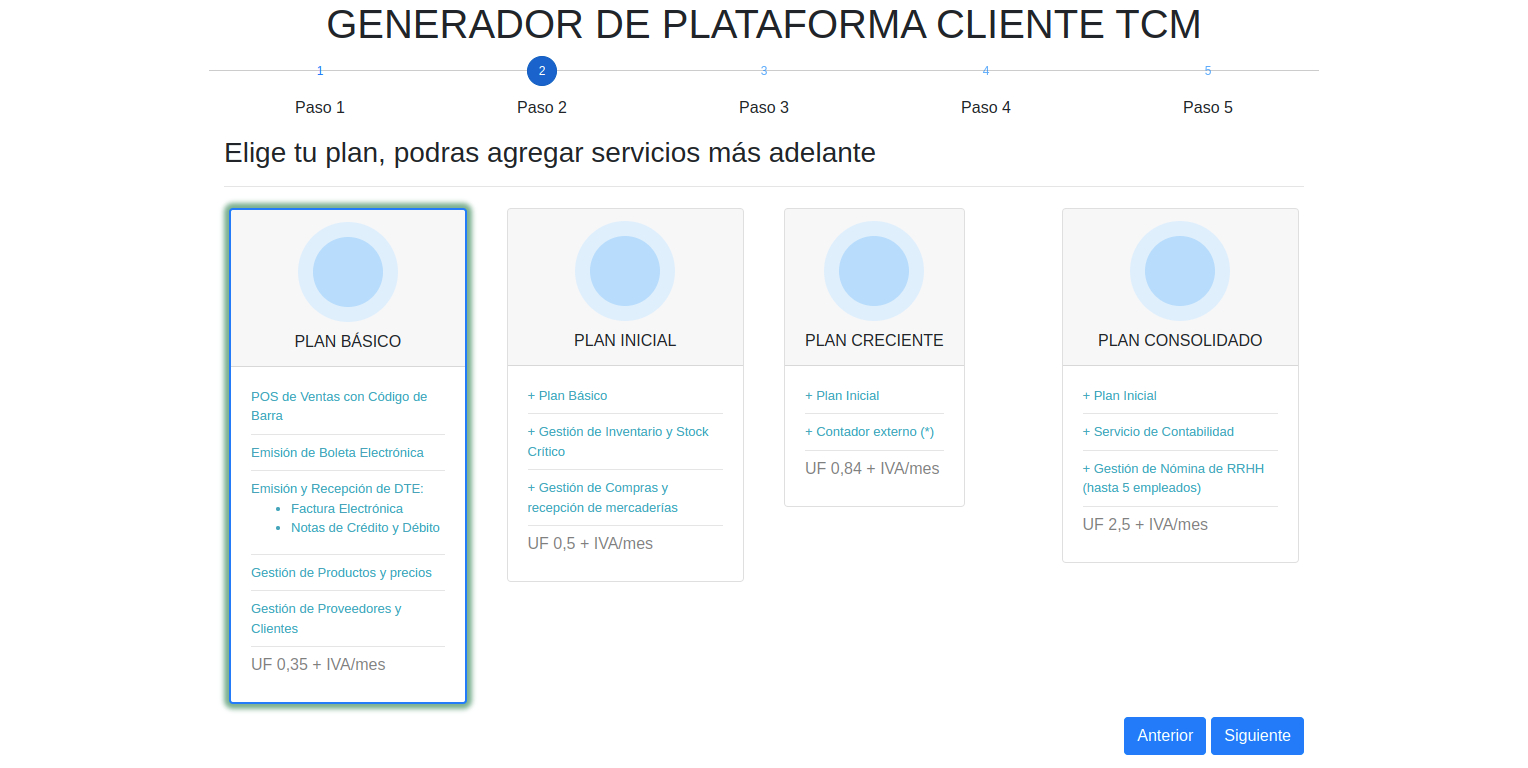 GENERADOR DE PLATAFORMA CLIENTE TCM
1
2
3
4
5
Paso 1
Paso 2
Paso 3
Paso 4
Paso 5
Elige tu plan, podras agregar servicios más adelante
PLAN BÁSICO
POS de Ventas con Código de
Barra
Emisión de Boleta Electrónica
Emisión y Recepción de DTE:
• Factura Electrónica
• Notas de Crédito y Débito
Gestión de Productos y precios
Gestión de Proveedores y
Clientes
UF 0,35 + IVA/mes
PLAN INICIAL
+ Plan Básico
+ Gestión de Inventario y Stock
Crítico
+ Gestión de Compras y
recepción de mercaderías
UF 0,5 + IVA/mes
PLAN CRECIENTE
+ Plan Inicial
+ Contador externo (*)
UF 0,84 + IVA/mes
PLAN CONSOLIDADO
+ Plan Inicial
+ Servicio de Contabilidad
+ Gestión de Nómina de RRHH
(hasta 5 empleados)
UF 2,5 + IVA/mes
Anterior
Siguiente